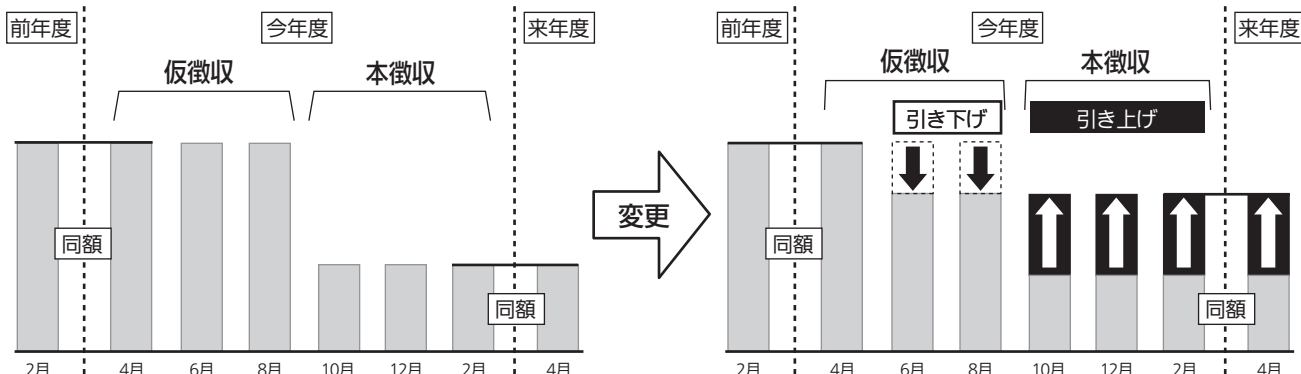 前年度
今年度
来年度
仮徴収
本徴収
同額
同額
2月
4月
6月
8月
10月
12月
2月
4月
変更
前年度
今年度
来年度
仮徴収
本徴収
引き下げ
引き上げ
同額
同額
2月
4月
6月
8月
10月
12月
2月
4月